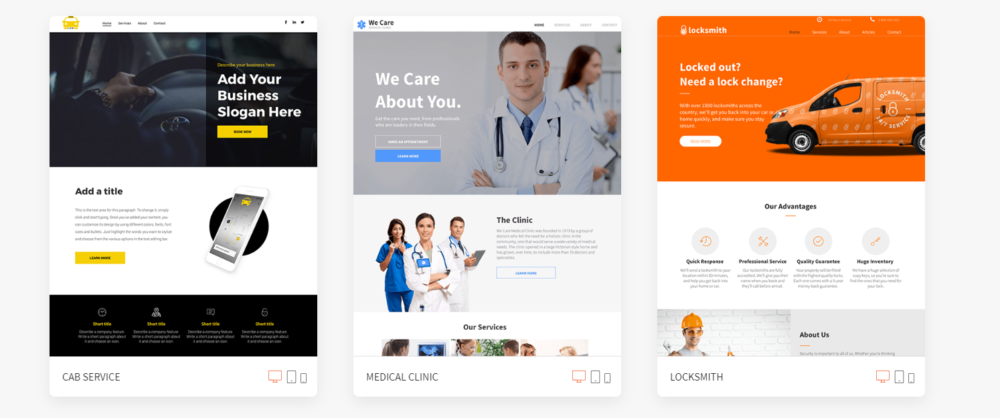 TAXI
Home Services About Contact
Describe your business here
Add Your
Business
Slogan Here
BOOK NOW
Add a title
This is the text area for this paragraph. To change it, simply
click and start typing. Once you've added your content, you
can customize its design by using different colors, fonts, font
sizes and bullets. Just highlight the words you want to stylize
and choose from the various options in the text editing bar.
LEARN MORE
Short title Short title Short title Short title
Describe a company feature. Write a short paragraph about it and choose an icon.
Describe a company feature. Write a short paragraph about it and choose an icon.
Describe a company feature. Write a short paragraph about it and choose an icon.
Describe a company feature. Write a short paragraph about it and choose an icon.
CAB SERVICE
We Care
MEDICAL CLINIC
HOME SERVICES ABOUT CONTACT
We Care
About You.
Get the care you need, from professionals
who are leaders in their fields.
MAKE AN APPOINTMENT
LEARN MORE
The Clinic
We Care Medical Clinic was founded in 1973 by a group of
doctors who felt the need for a holistic clinic in the
community, one that would serve a wide variety of medical
needs. The clinic opened in a large Victorian style home and
has grown, over time, to include more than 70 doctors and
specialists.
LEARN MORE
Our Services
MEDICAL CLINIC
24-hour service 1 800 555 555
locksmith
Home Services About Articles Contact
Locked out?
Need a lock change?
With over 1000 locksmiths across the
country, we'll get you back into your car or
home quickly, and make sure you stay
secure.
READ MORE
LOCKSMITH
24/7 SERVICE
Our Advantages
Quick Response
We'll send a locksmith to your
location within 30 minutes,
and help you get back into
your home or car.
Professional Service
Our locksmiths are fully
accredited. We'll give you their
name when you book and
they'll call before arrival.
Quality Guarantee
Your property will be fitted
with the highest quality locks.
Each one comes with a 5-year
money-back guarantee.
Huge Inventory
We have a huge selection of
copy keys, so you're sure to
find the ones that you need for
your lock.
About Us
Security is important to all of us. Whether you're thinking
LOCKSMITH